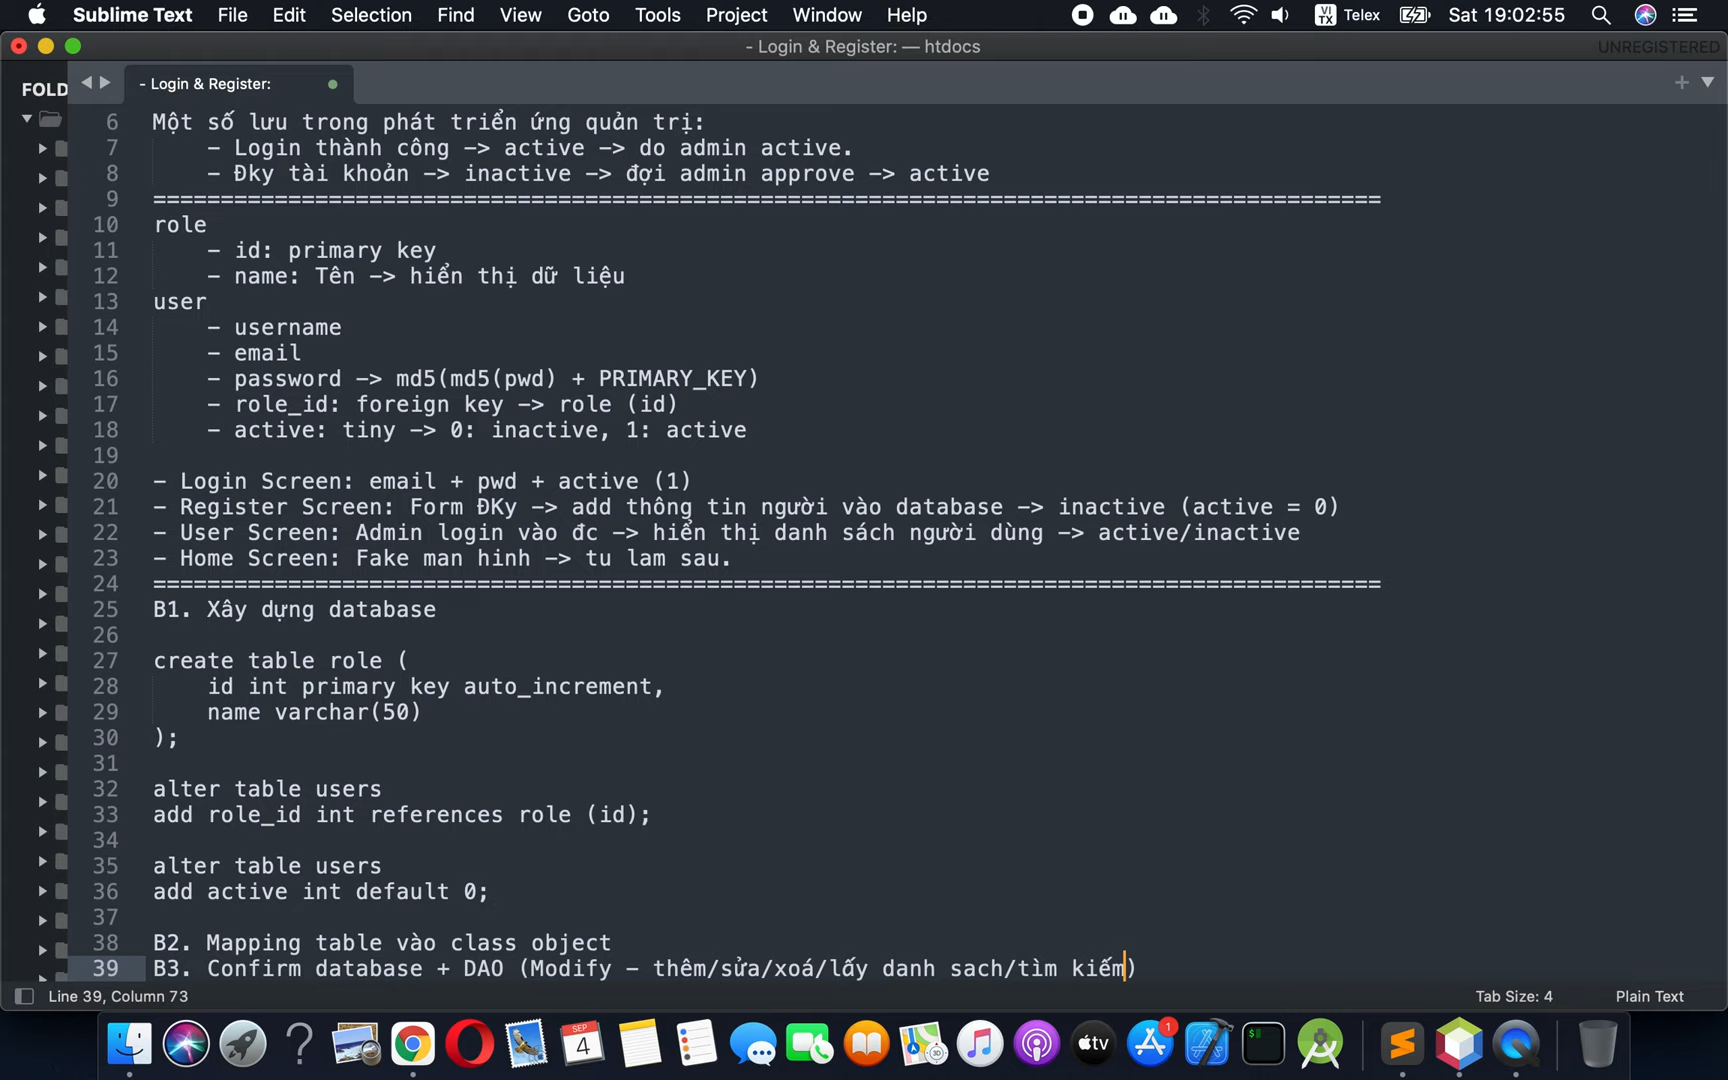 Sublime Text File Edit Selection Find View Goto Tools Project Window Help VI TX Telex Sat 19:02:55
- Login & Register: — htdocs UNREGISTERED
FOLD - Login & Register:
6 Một số lưu trong phát triển ứng quản trị:
7 - Login thành công -> active -> do admin active.
8 - Đky tài khoản -> inactive -> đợi admin approve -> active
9 ===========================================================================================
10 role
11 - id: primary key
12 - name: Tên -> hiển thị dữ liệu
13 user
14 - username
15 - email
16 - password -> md5(md5(pwd) + PRIMARY_KEY)
17 - role_id: foreign key -> role (id)
18 - active: tiny -> 0: inactive, 1: active
19
20 - Login Screen: email + pwd + active (1)
21 - Register Screen: Form ĐKy -> add thông tin người vào database -> inactive (active = 0)
22 - User Screen: Admin login vào đc -> hiển thị danh sách người dùng -> active/inactive
23 - Home Screen: Fake man hinh -> tu lam sau.
24 ===========================================================================================
25 B1. Xây dựng database
26
27 create table role (
28 id int primary key auto_increment,
29 name varchar(50)
30 );
31
32 alter table users
33 add role_id int references role (id);
34
35 alter table users
36 add active int default 0;
37
38 B2. Mapping table vào class object
39 B3. Confirm database + DAO (Modify - thêm/sửa/xoá/lấy danh sach/tìm kiếm)
Line 39, Column 73 Tab Size: 4 Plain Text
SEP
4
tv
1